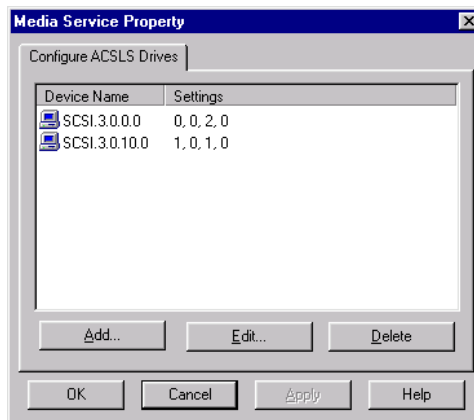 Media Service Property
Configure ACSLS Drives
Device Name Settings
SCSI.3.0.0.0 0, 0, 2, 0
SCSI.3.0.10.0 1, 0, 1, 0
Add... Edit... Delete
OK Cancel Apply Help